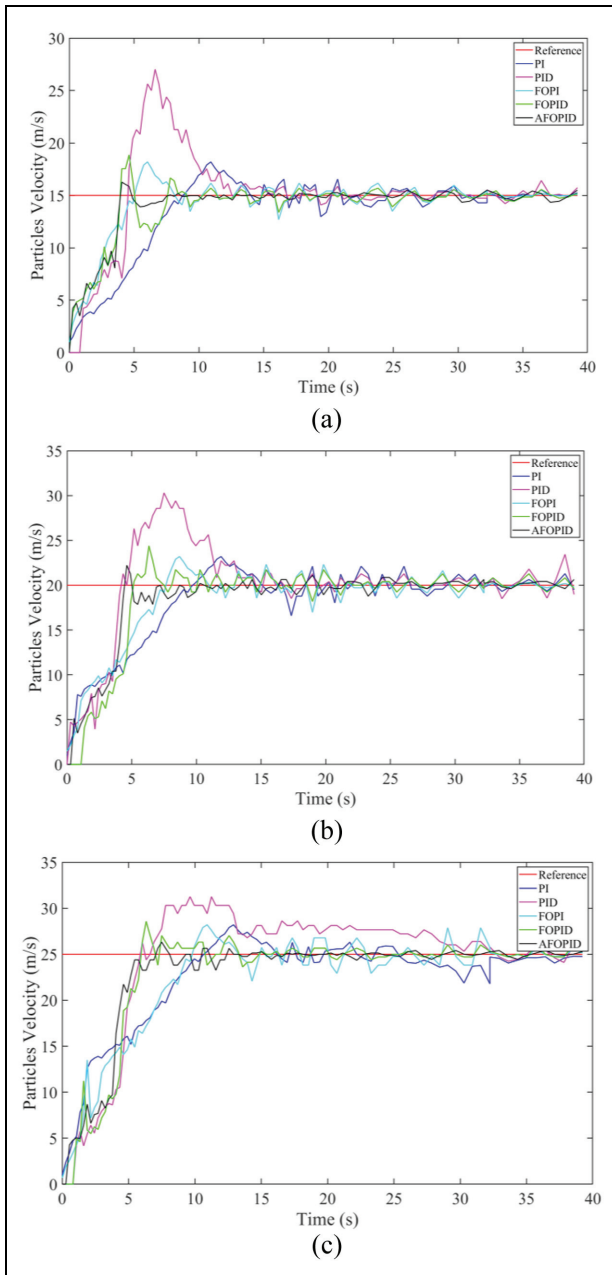 30
25
20
15
10
5
0
Particles Velocity (m/s)
Reference
PI
PID
FOPI
FOPID
AFOPID
0 5 10 15 20 25 30 35 40
Time (s)
(a)
35
30
25
20
15
10
5
0
Particles Velocity (m/s)
Reference
PI
PID
FOPI
FOPID
AFOPID
0 5 10 15 20 25 30 35 40
Time (s)
(b)
35
30
25
20
15
10
5
0
Particles Velocity (m/s)
Reference
PI
PID
FOPI
FOPID
AFOPID
0 5 10 15 20 25 30 35 40
Time (s)
(c)